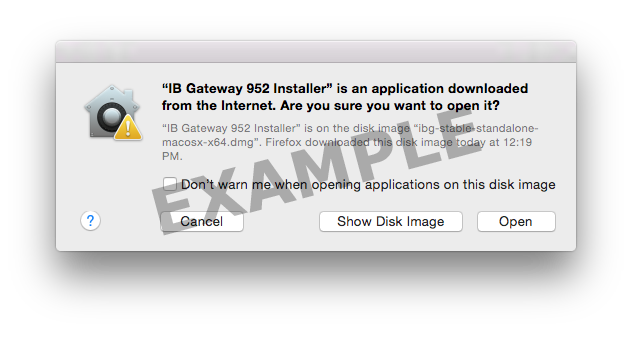 “IB Gateway 952 Installer” is an application downloaded
from the Internet. Are you sure you want to open it?
“IB Gateway 952 Installer” is on the disk image “ibg-stable-standalone-
macosx-x64.dmg”. Firefox downloaded this disk image today at 12:19
PM.
Don’t warn me when opening applications on this disk image
EXAMPLE
?
Cancel
Show Disk Image
Open